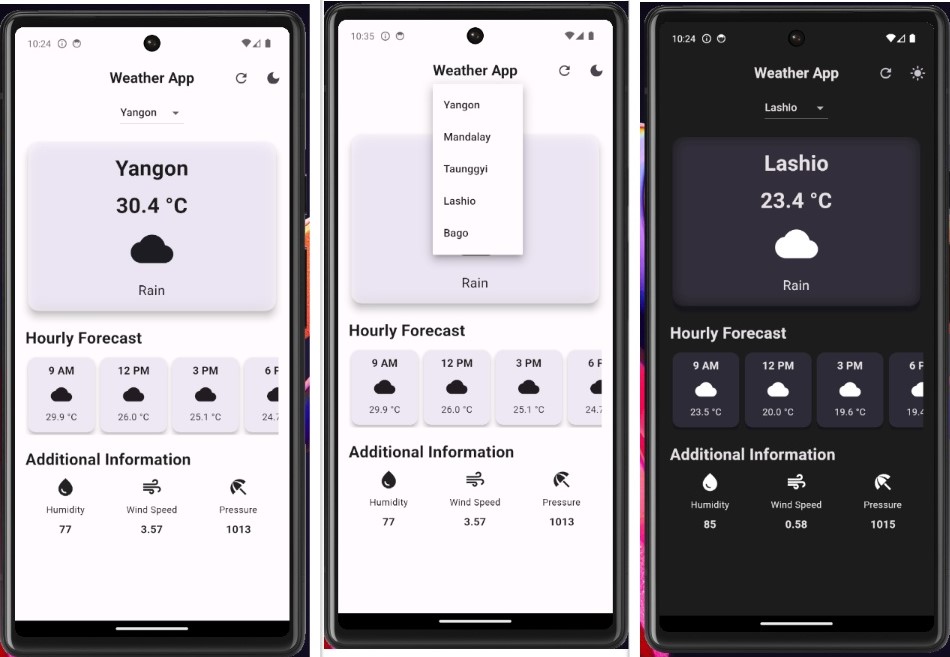 10:24
Weather App
Yangon
Yangon
30.4 °C
Rain
Hourly Forecast
9 AM 12 PM 3 PM 6 P
29.9 °C 26.0 °C 25.1 °C 24.7
Additional Information
Humidity Wind Speed Pressure
77 3.57 1013
10:35
Weather App
Yangon
Mandalay
Taunggyi
Lashio
Bago
Rain
Hourly Forecast
9 AM 12 PM 3 PM 6 P
29.9 °C 26.0 °C 25.1 °C 24.7
Additional Information
Humidity Wind Speed Pressure
77 3.57 1013
10:24
Weather App
Lashio
Lashio
23.4 °C
Rain
Hourly Forecast
9 AM 12 PM 3 PM 6 P
23.5 °C 20.0 °C 19.6 °C 19.4
Additional Information
Humidity Wind Speed Pressure
85 0.58 1015